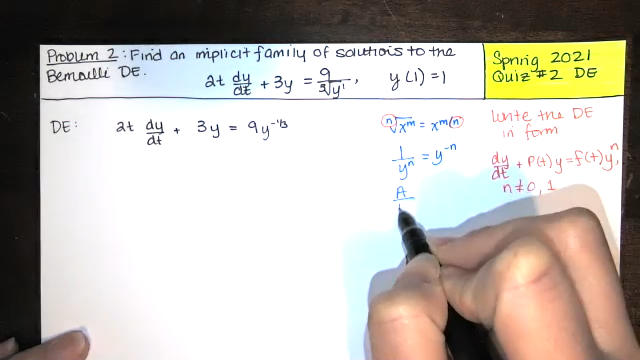 Problem 2: Find an implicit family of solutions to the
Bernoulli DE.
2t dy/dt + 3y = 9/∛y, y(1) = 1
Spring 2021
Quiz #2 DE
DE: 2t dy/dt + 3y = 9y^-1/3
ⁿ√x^m = x^m/n
1/y^n = y^-n
A
Write the DE
in form
dy/dt + P(t)y = f(t)y^n,
n ≠ 0, 1